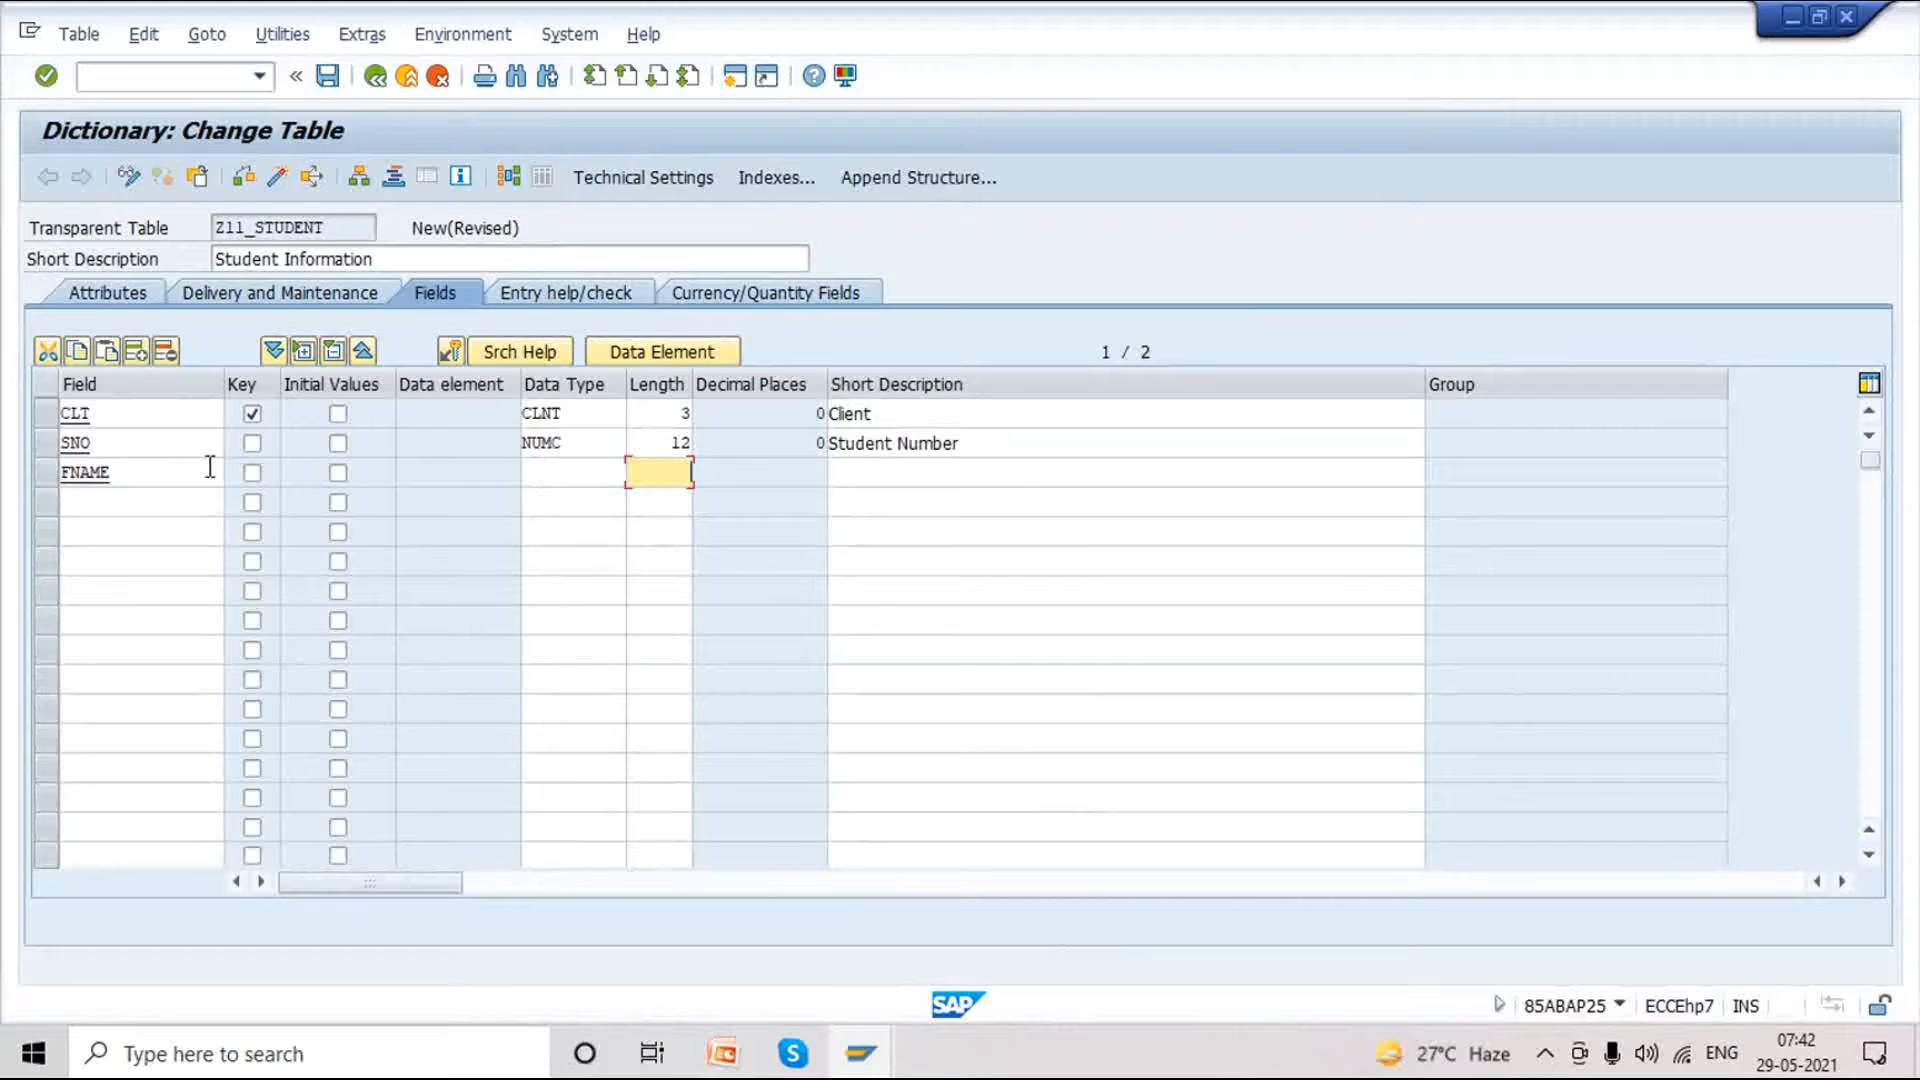 Table Edit Goto Utilities Extras Environment System Help
Dictionary: Change Table
Technical Settings Indexes... Append Structure...
Transparent Table Z11_STUDENT New(Revised)
Short Description Student Information
Attributes Delivery and Maintenance Fields Entry help/check Currency/Quantity Fields
Srch Help Data Element 1 / 2
Field Key Initial Values Data element Data Type Length Decimal Places Short Description Group
CLT CLNT 3 0 Client
SNO NUMC 12 0 Student Number
FNAME
SAP
85ABAP25 ECCEhp7 INS
Type here to search 27°C Haze ENG 07:42
29-05-2021